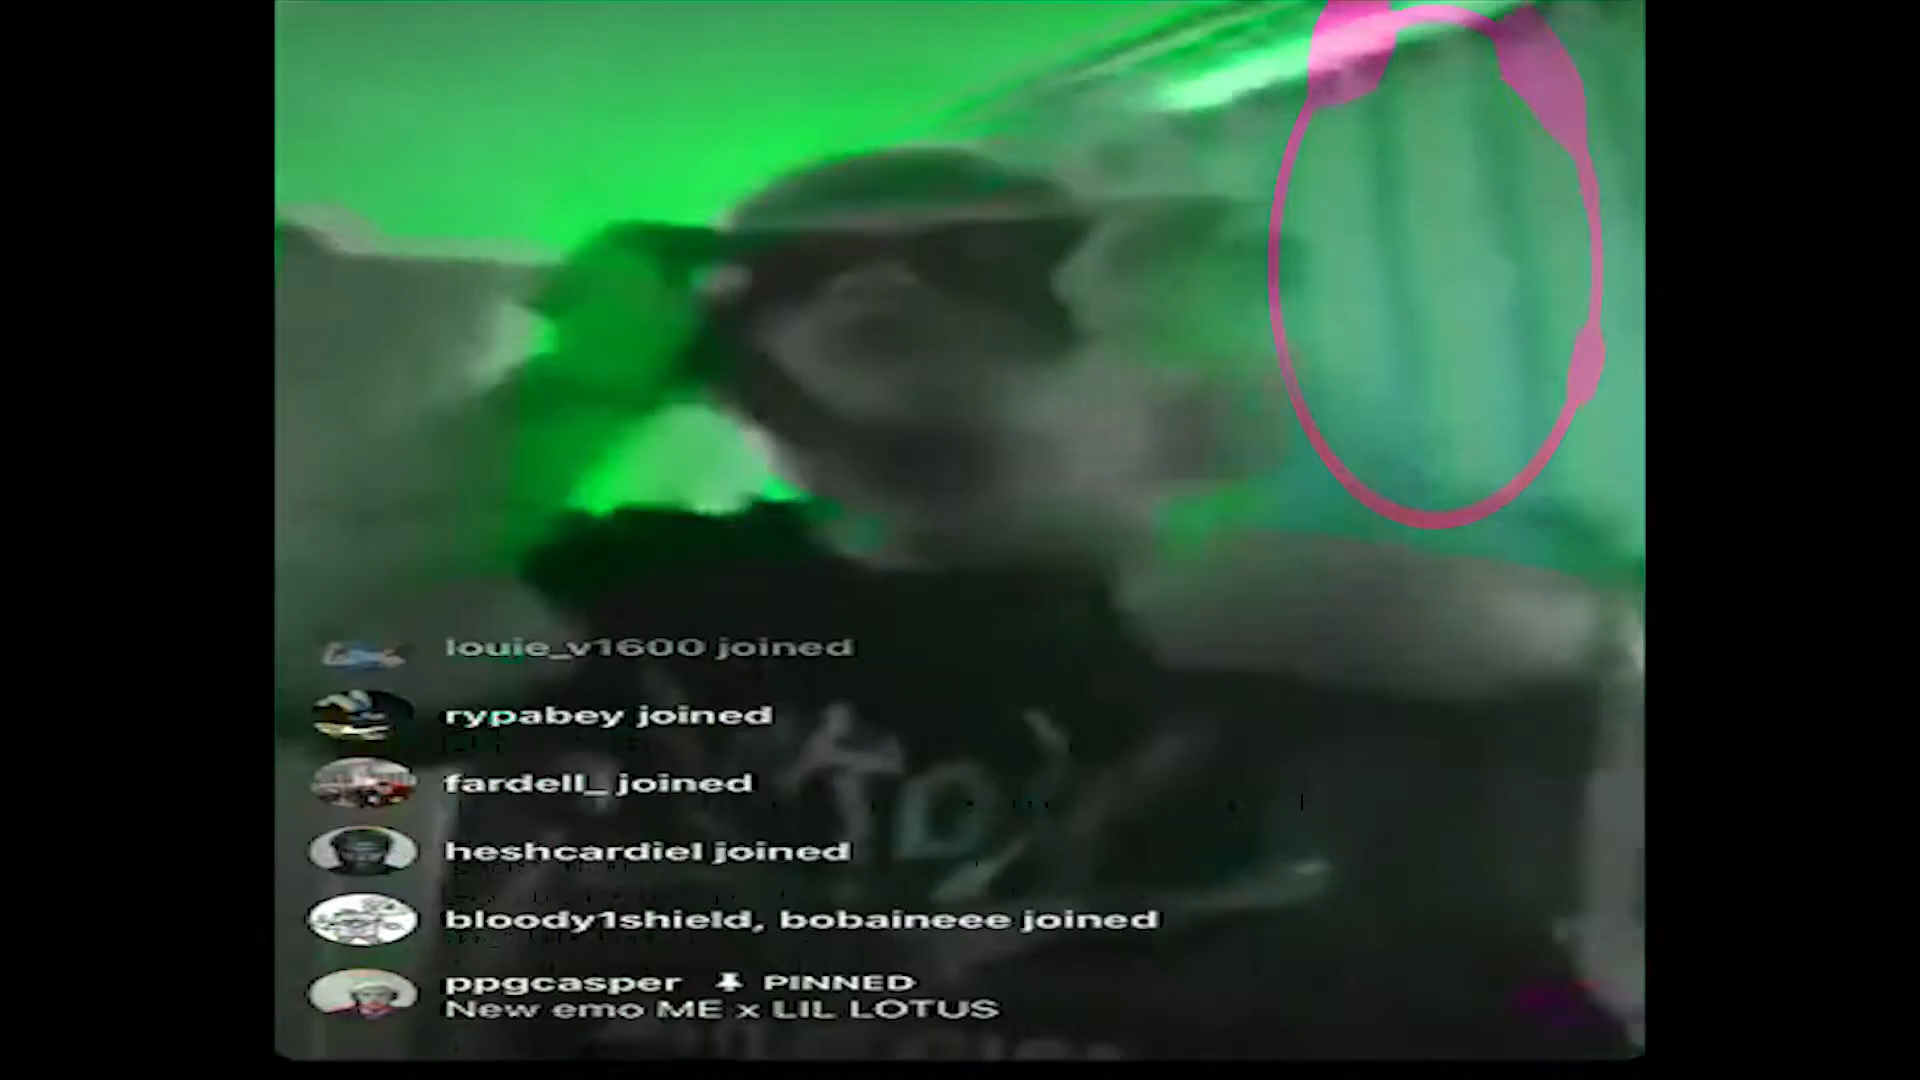 louie_v1600 joined
rypabey joined
fardell_ joined
heshcardiel joined
bloody1shield, bobaineee joined
ppgcasper PINNED
New emo ME x LIL LOTUS